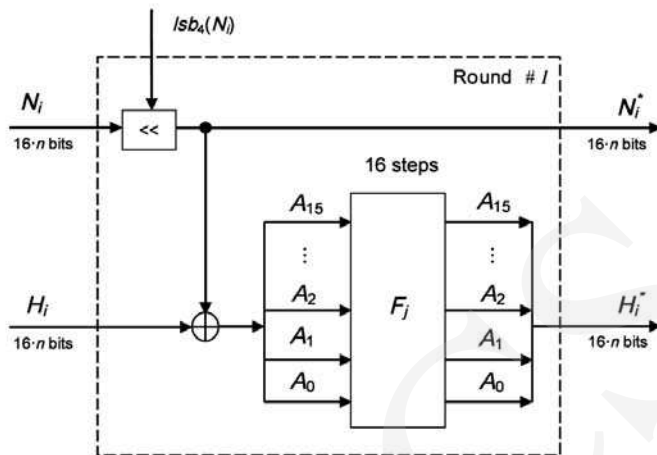 lsb₄(Nᵢ)
Round # I
Nᵢ
<<
Nᵢ*
16·n bits
16·n bits
16 steps
A₁₅
A₁₅
⋮
⋮
Hᵢ
A₂
Fⱼ
A₂
Hᵢ*
16·n bits
A₁
A₁
16·n bits
A₀
A₀